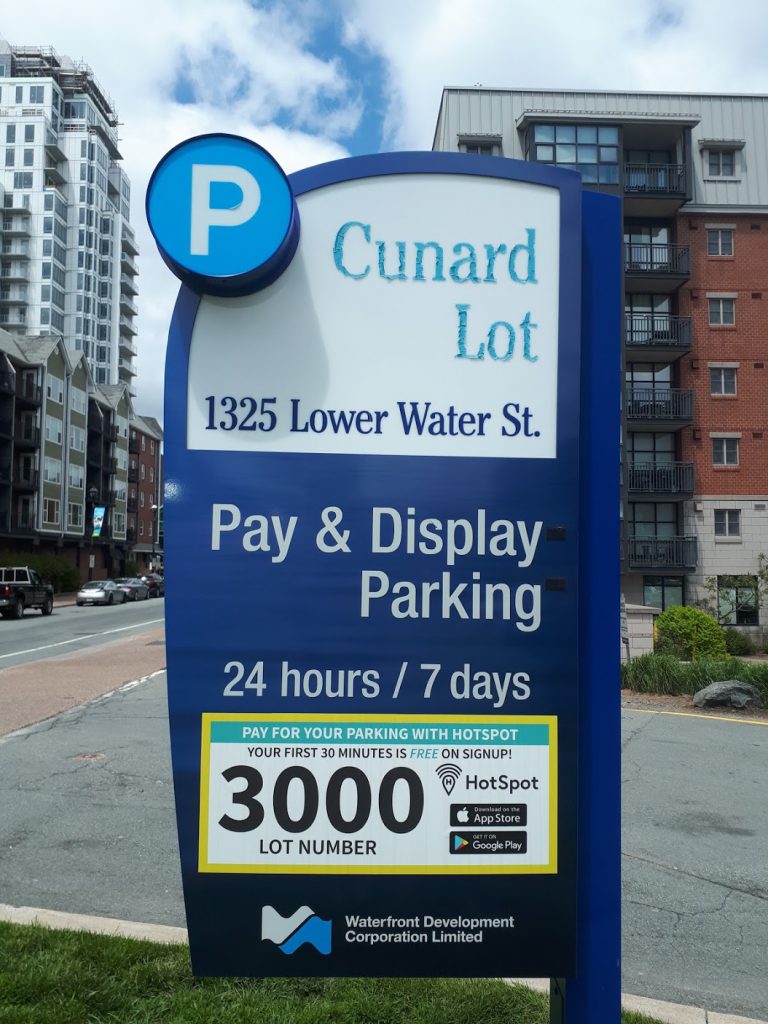 P
Cunard
Lot
1325 Lower Water St.
Pay & Display
Parking
24 hours / 7 days
PAY FOR YOUR PARKING WITH HOTSPOT
YOUR FIRST 30 MINUTES IS FREE ON SIGNUP!
3000
LOT NUMBER
H
HotSpot
Download on the
App Store
GET IT ON
Google Play
Waterfront Development
Corporation Limited